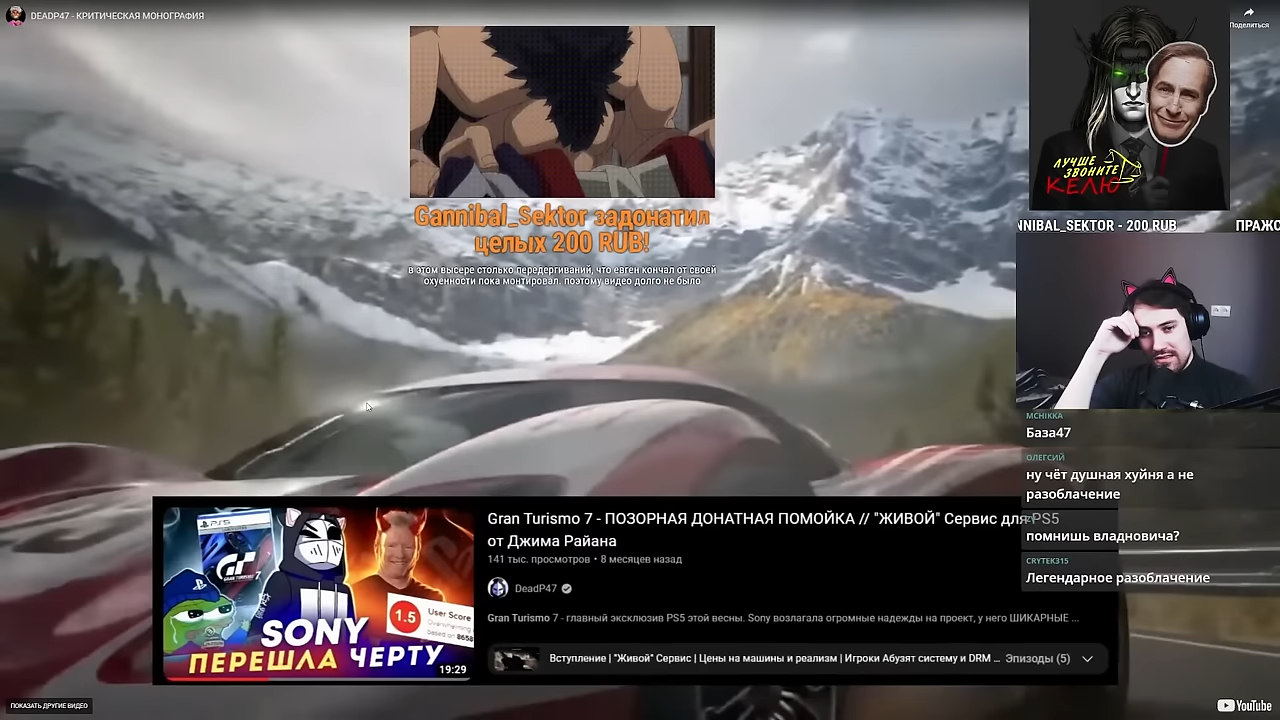 DEADP47 - КРИТИЧЕСКАЯ МОНОГРАФИЯ
Поделиться
ЛУЧШЕ
ЗВОНИТЕ
КЕЛЮ
Gannibal_Sektor задонатил
целых 200 RUB!
в этом высере столько передергиваний, что евген кончал от своей
охуенности пока монтировал. поэтому видео долго не было
NNIBAL_SEKTOR - 200 RUB
ПРАЖС
MCHIKKA
База47
ОЛЕГСИЙ
ну чёт душная хуйня а не
разоблачение
помнишь владновича?
CRYTEK315
Легендарное разоблачение
Gran Turismo 7 - ПОЗОРНАЯ ДОНАТНАЯ ПОМОЙКА // "ЖИВОЙ" Сервис для PS5
от Джима Райана
141 тыс. просмотров • 8 месяцев назад
DeadP47
Gran Turismo 7 - главный эксклюзив PS5 этой весны. Sony возлагала огромные надежды на проект, у него ШИКАРНЫЕ ...
Вступление | "Живой" Сервис | Цены на машины и реализм | Игроки Абузят систему и DRM ...
Эпизоды (5)
PS5
GRAN TURISMO 7
1.5
User Score
SONY
ПЕРЕШЛА ЧЕРТУ
19:29
ПОКАЗАТЬ ДРУГИЕ ВИДЕО
YouTube